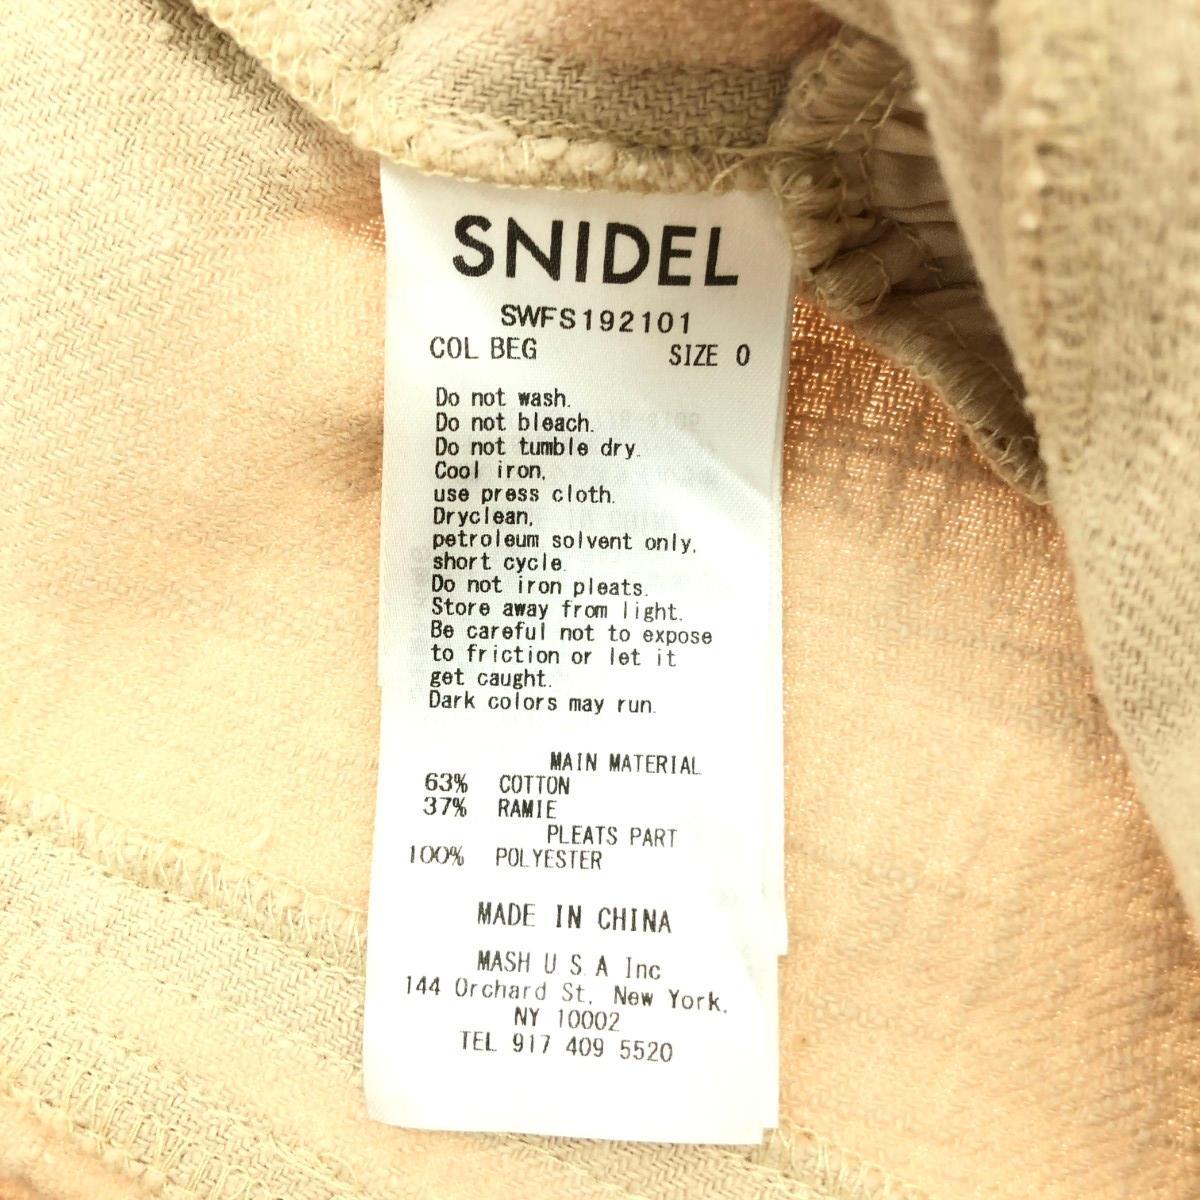 SNIDEL
SWFS192101
COL BEG SIZE 0
Do not wash.
Do not bleach.
Do not tumble dry.
Cool iron,
use press cloth.
Dryclean,
petroleum solvent only,
short cycle.
Do not iron pleats.
Store away from light.
Be careful not to expose
to friction or let it
get caught.
Dark colors may run.
MAIN MATERIAL
63% COTTON
37% RAMIE
PLEATS PART
100% POLYESTER
MADE IN CHINA
MASH U.S.A Inc
144 Orchard St, New York,
NY 10002
TEL 917 409 5520